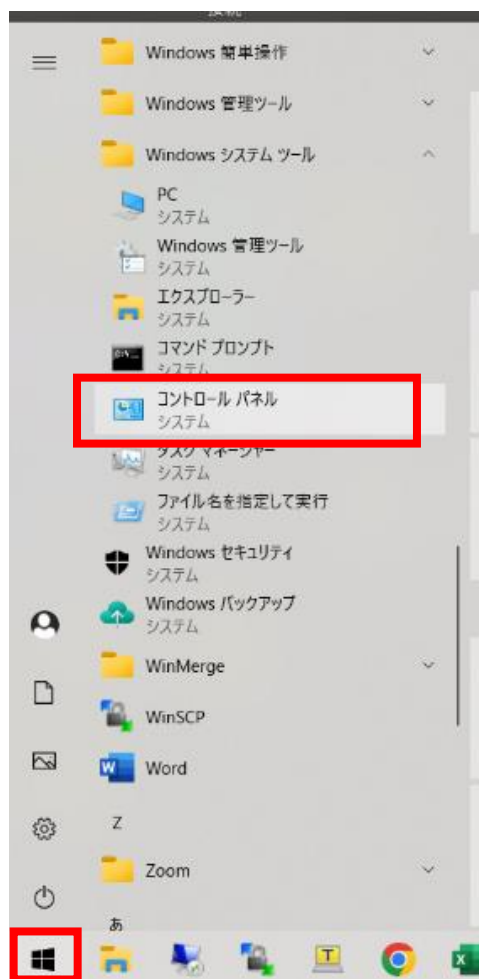 Windows 簡単操作
Windows 管理ツール
Windows システム ツール
PC
システム
Windows 管理ツール
システム
エクスプローラー
システム
コマンド プロンプト
システム
コントロール パネル
システム
タスク マネージャー
システム
ファイル名を指定して実行
システム
Windows セキュリティ
システム
Windows バックアップ
システム
WinMerge
WinSCP
Word
Z
Zoom
あ